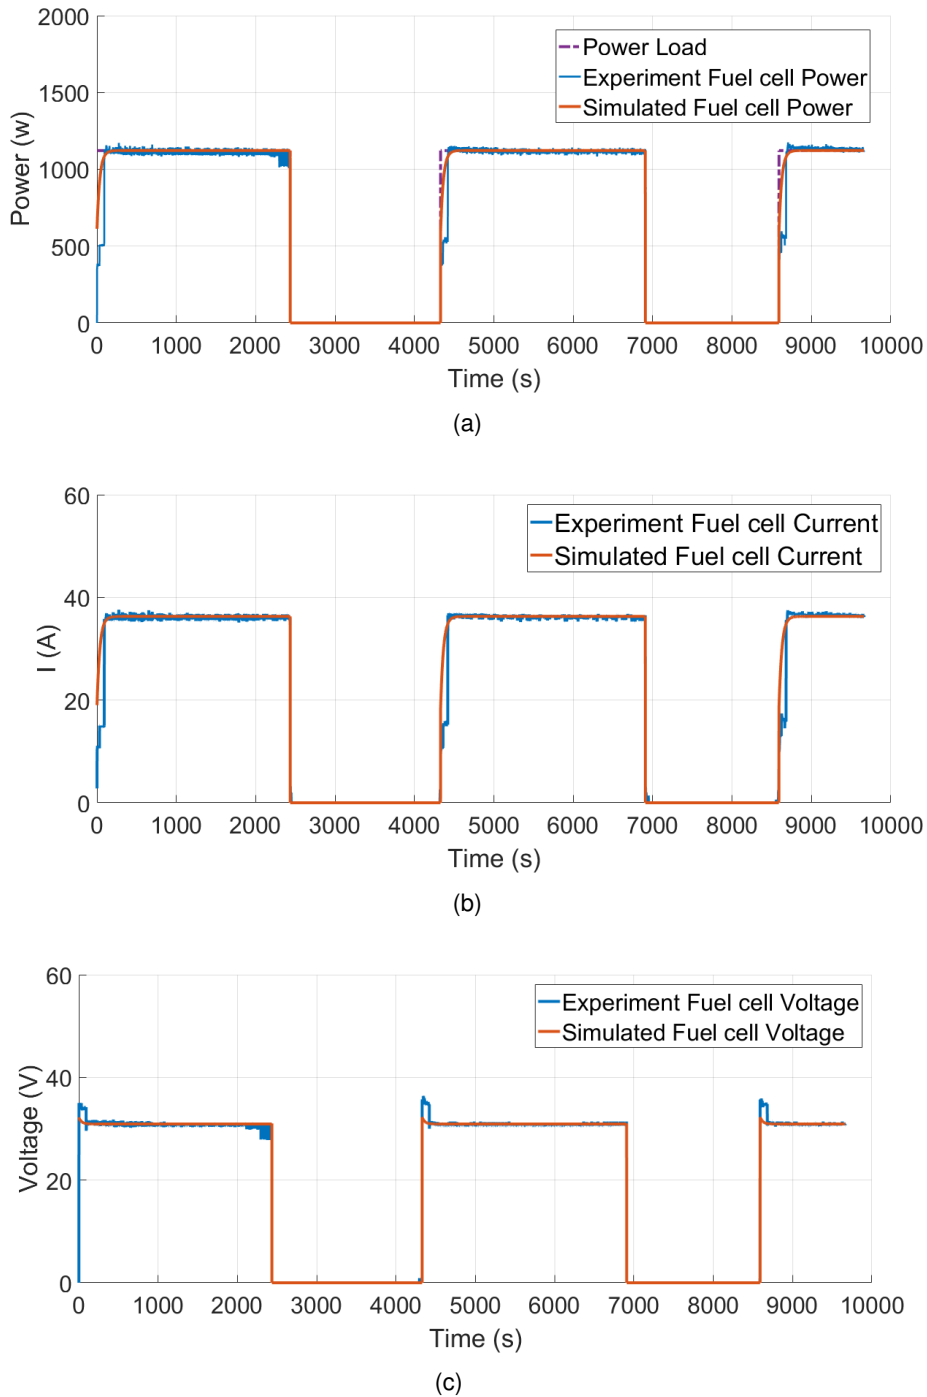 2000
1500
1000
500
0
Power (w)
Power Load
Experiment Fuel cell Power
Simulated Fuel cell Power
0 1000 2000 3000 4000 5000 6000 7000 8000 9000 10000
Time (s)
(a)
60
40
20
0
I (A)
Experiment Fuel cell Current
Simulated Fuel cell Current
0 1000 2000 3000 4000 5000 6000 7000 8000 9000 10000
Time (s)
(b)
60
40
20
0
Voltage (V)
Experiment Fuel cell Voltage
Simulated Fuel cell Voltage
0 1000 2000 3000 4000 5000 6000 7000 8000 9000 10000
Time (s)
(c)